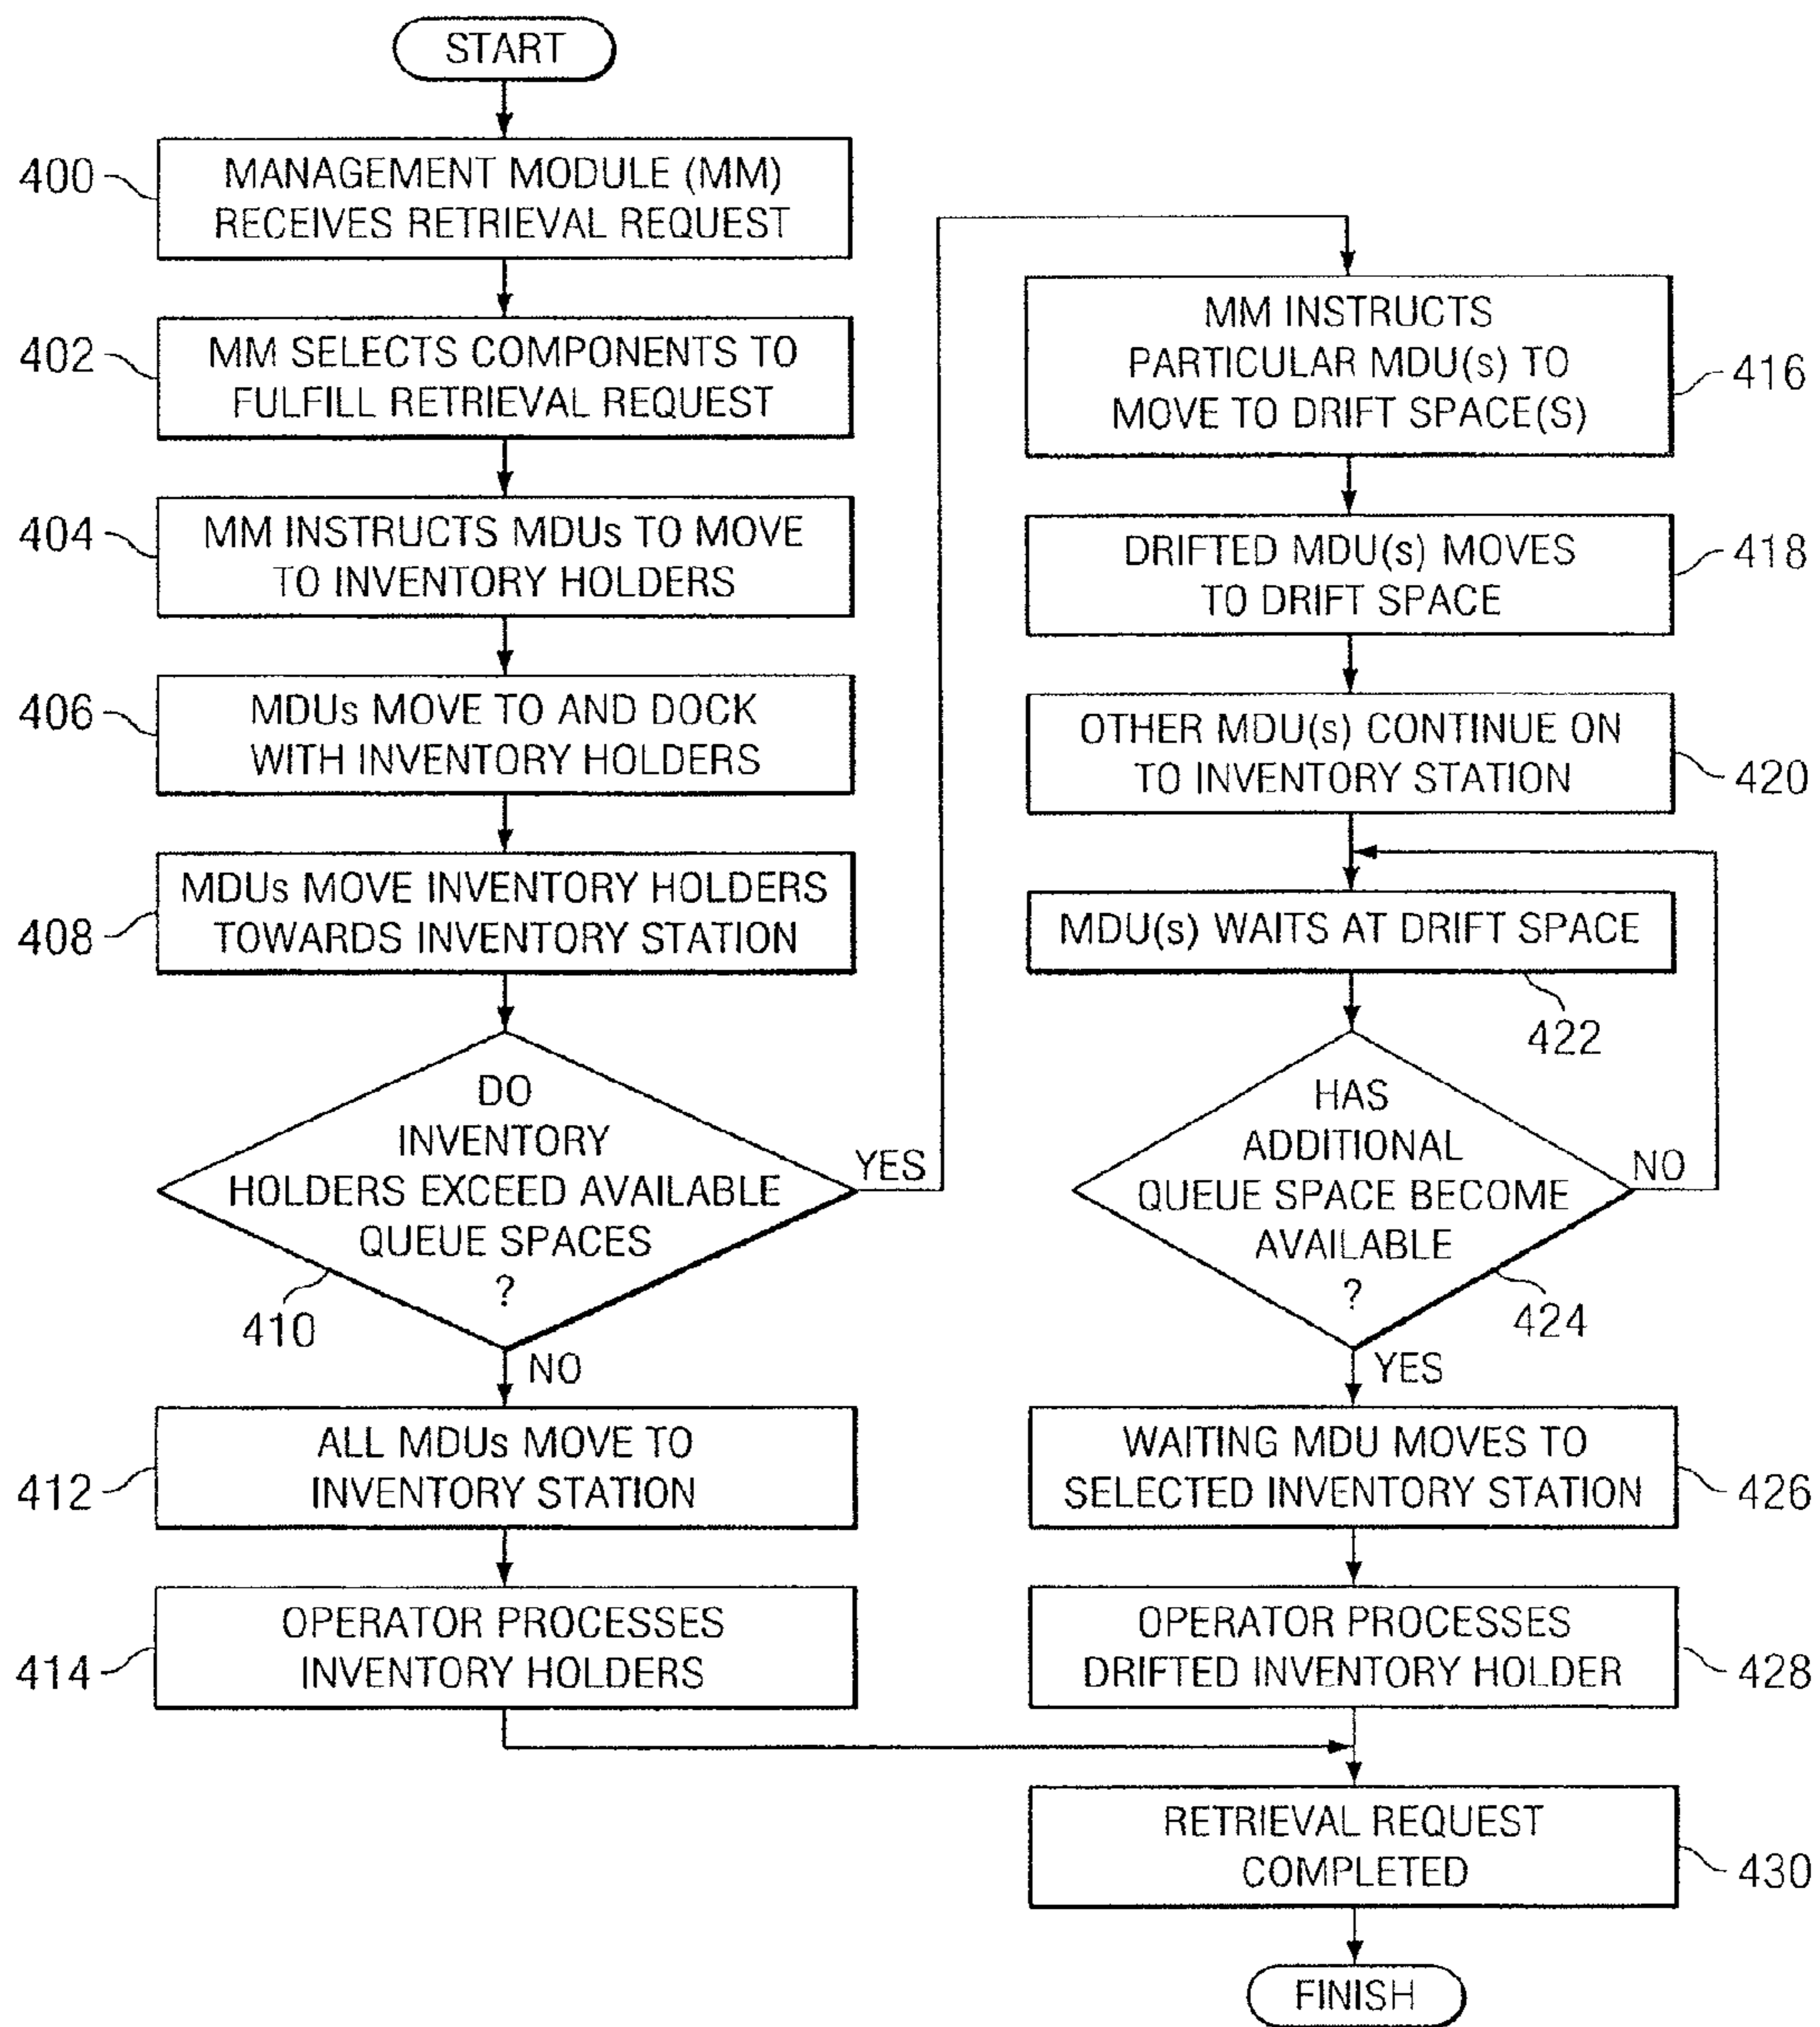 START
400
MANAGEMENT MODULE (MM)
RECEIVES RETRIEVAL REQUEST
402
MM SELECTS COMPONENTS TO
FULFILL RETRIEVAL REQUEST
404
MM INSTRUCTS MDUs TO MOVE
TO INVENTORY HOLDERS
406
MDUs MOVE TO AND DOCK
WITH INVENTORY HOLDERS
408
MDUs MOVE INVENTORY HOLDERS
TOWARDS INVENTORY STATION
DO
INVENTORY
HOLDERS EXCEED AVAILABLE
QUEUE SPACES
?
410
YES
NO
412
ALL MDUs MOVE TO
INVENTORY STATION
414
OPERATOR PROCESSES
INVENTORY HOLDERS
MM INSTRUCTS
PARTICULAR MDU(s) TO
MOVE TO DRIFT SPACE(S)
416
DRIFTED MDU(s) MOVES
TO DRIFT SPACE
418
OTHER MDU(s) CONTINUE ON
TO INVENTORY STATION
420
MDU(s) WAITS AT DRIFT SPACE
422
HAS
ADDITIONAL
QUEUE SPACE BECOME
AVAILABLE
?
424
NO
YES
WAITING MDU MOVES TO
SELECTED INVENTORY STATION
426
OPERATOR PROCESSES
DRIFTED INVENTORY HOLDER
428
RETRIEVAL REQUEST
COMPLETED
430
FINISH